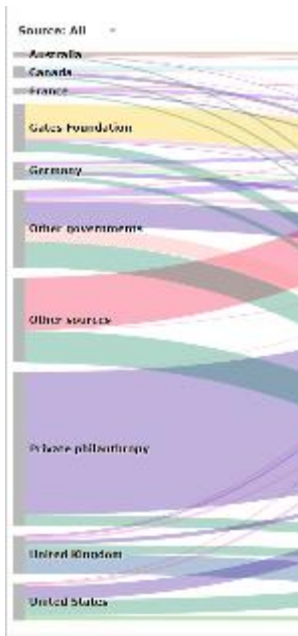 Source: All
Australia
Canada
France
Gates Foundation
Germany
Other governments
Other sources
Private philanthropy
United Kingdom
United States